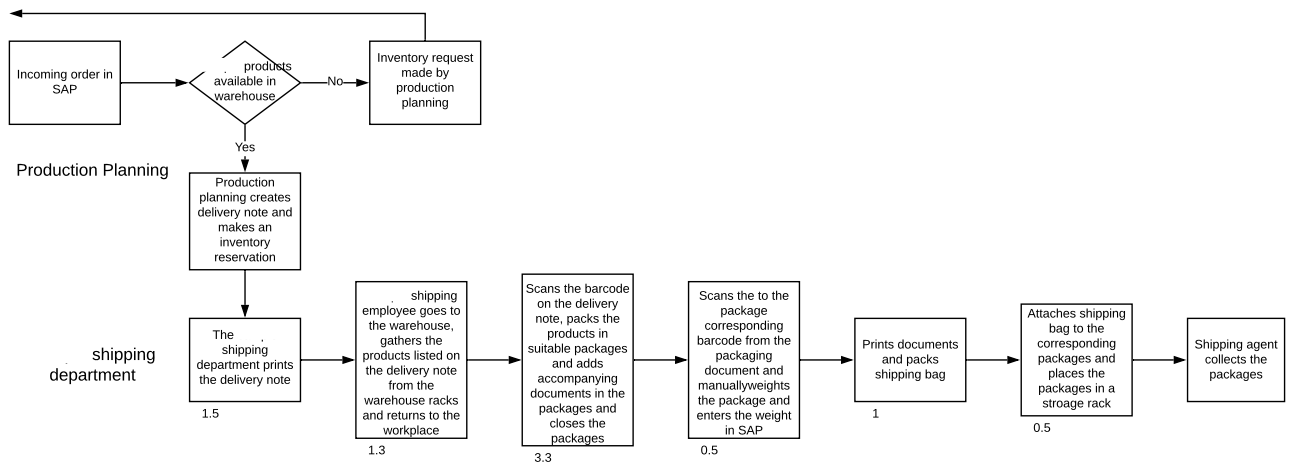 Incoming order in
SAP
products
available in
warehouse
No
Inventory request
made by
production
planning
Yes
Production Planning
Production
planning creates
delivery note and
makes an
inventory
reservation
shipping
department
The
shipping
department prints
the delivery note
1.5
shipping
employee goes to
the warehouse,
gathers the
products listed on
the delivery note
from the
warehouse racks
and returns to the
workplace
1.3
Scans the barcode
on the delivery
note, packs the
products in
suitable packages
and adds
accompanying
documents in the
packages and
closes the
packages
3.3
Scans the to the
package
corresponding
barcode from the
packaging
document and
manuallyweights
the package and
enters the weight
in SAP
0.5
Prints documents
and packs
shipping bag
1
Attaches shipping
bag to the
corresponding
packages and
places the
packages in a
stroage rack
0.5
Shipping agent
collects the
packages